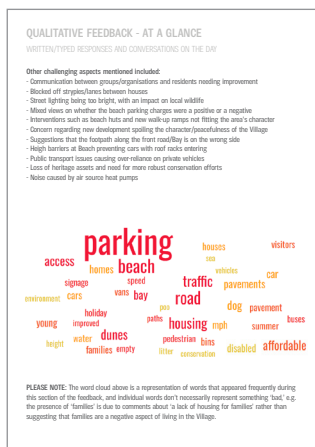 QUALITATIVE FEEDBACK - AT A GLANCE
WRITTEN/TYPED RESPONSES AND CONVERSATIONS ON THE DAY
Other challenging aspects mentioned included:
- Communication between groups/organisations and residents needing improvement
- Blocked off stryples/lanes between houses
- Street lighting being too bright, with an impact on local wildlife
- Mixed views on whether the beach parking charges were a positive or a negative
- Interventions such as beach huts and new walk-up ramps not fitting the area's character
- Concern regarding new development spoiling the character/peacefulness of the Village
- Suggestions that the footpath along the front road/Bay is on the wrong side
- Heigh barriers at Beach preventing cars with roof racks entering
- Public transport issues causing over-reliance on private vehicles
- Loss of heritage assets and need for more robust conservation efforts
- Noise caused by air source heat pumps
parking
houses
visitors
access
sea
homes
beach
vehicles
car
signage
speed
traffic
pavements
environment
cars
vans
bay
road
pos
dog
pavement
holiday
paths
buses
young
improved
housing
mph
summer
water
dunes
pedestrian
bins
height
families
empty
litter
conservation
disabled
affordable
PLEASE NOTE: The word cloud above is a representation of words that appeared frequently during
this section of the feedback, and individual words don't necessarily represent something 'bad,' e.g.
the presence of 'families' is due to comments about 'a lack of housing for families' rather than
suggesting that families are a negative aspect of living in the Village.